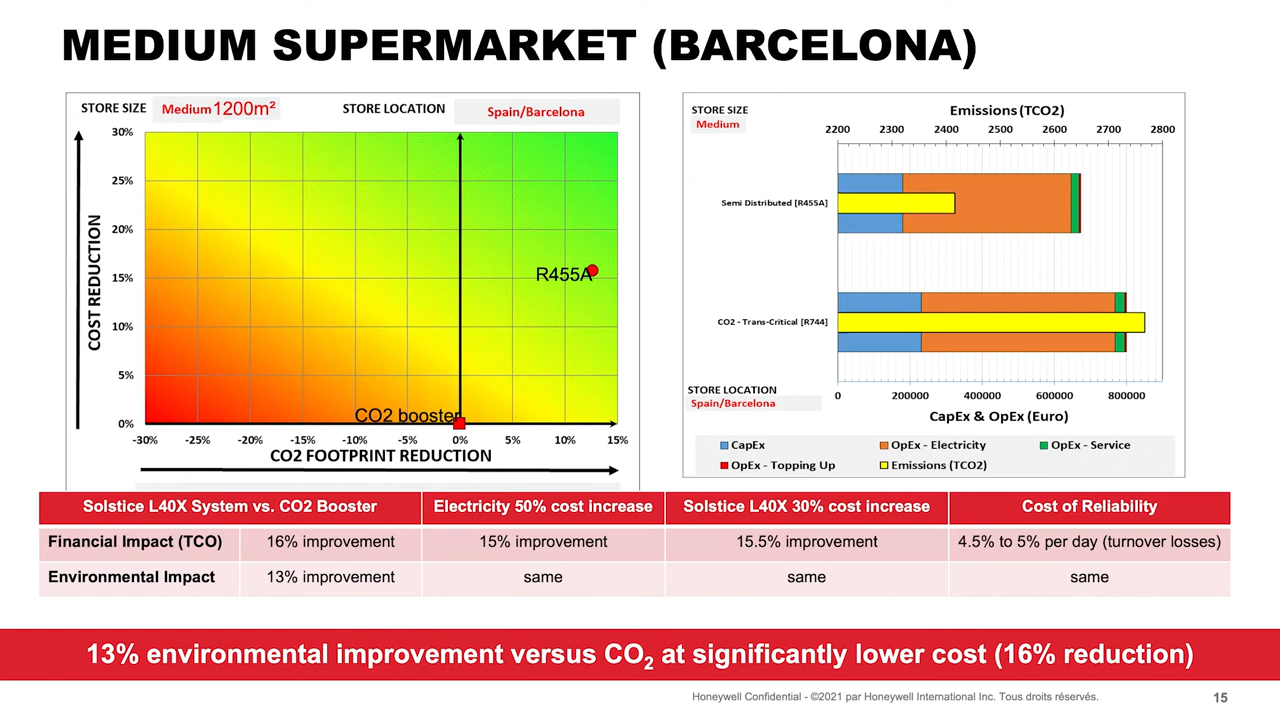 MEDIUM SUPERMARKET (BARCELONA)
STORE SIZE Medium 1200m² STORE LOCATION Spain/Barcelona
COST REDUCTION
30%
25%
20%
15%
10%
5%
0%
R455A
CO2 booster
-30% -25% -20% -15% -10% -5% 0% 5% 10% 15%
CO2 FOOTPRINT REDUCTION
STORE SIZE
Medium
Emissions (TCO2)
2200 2300 2400 2500 2600 2700 2800
Semi Distributed [R455A]
CO2 - Trans-Critical [R744]
STORE LOCATION
Spain/Barcelona
0 200000 400000 600000 800000
CapEx & OpEx (Euro)
CapEx OpEx - Electricity OpEx - Service
OpEx - Topping Up Emissions (TCO2)
Solstice L40X System vs. CO2 Booster Electricity 50% cost increase Solstice L40X 30% cost increase Cost of Reliability
Financial Impact (TCO) 16% improvement 15% improvement 15.5% improvement 4.5% to 5% per day (turnover losses)
Environmental Impact 13% improvement same same same
13% environmental improvement versus CO₂ at significantly lower cost (16% reduction)
Honeywell Confidential - ©2021 par Honeywell International Inc. Tous droits réservés. 15